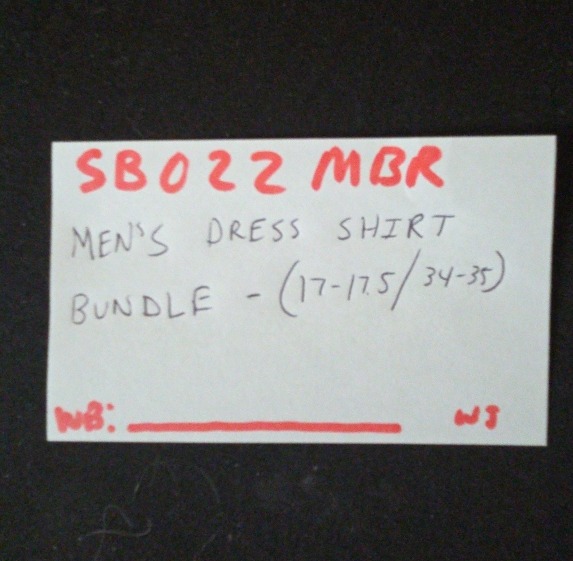 SB022 MBR
MEN'S DRESS SHIRT
BUNDLE - (17-17.5/34-35)
WB: WJ